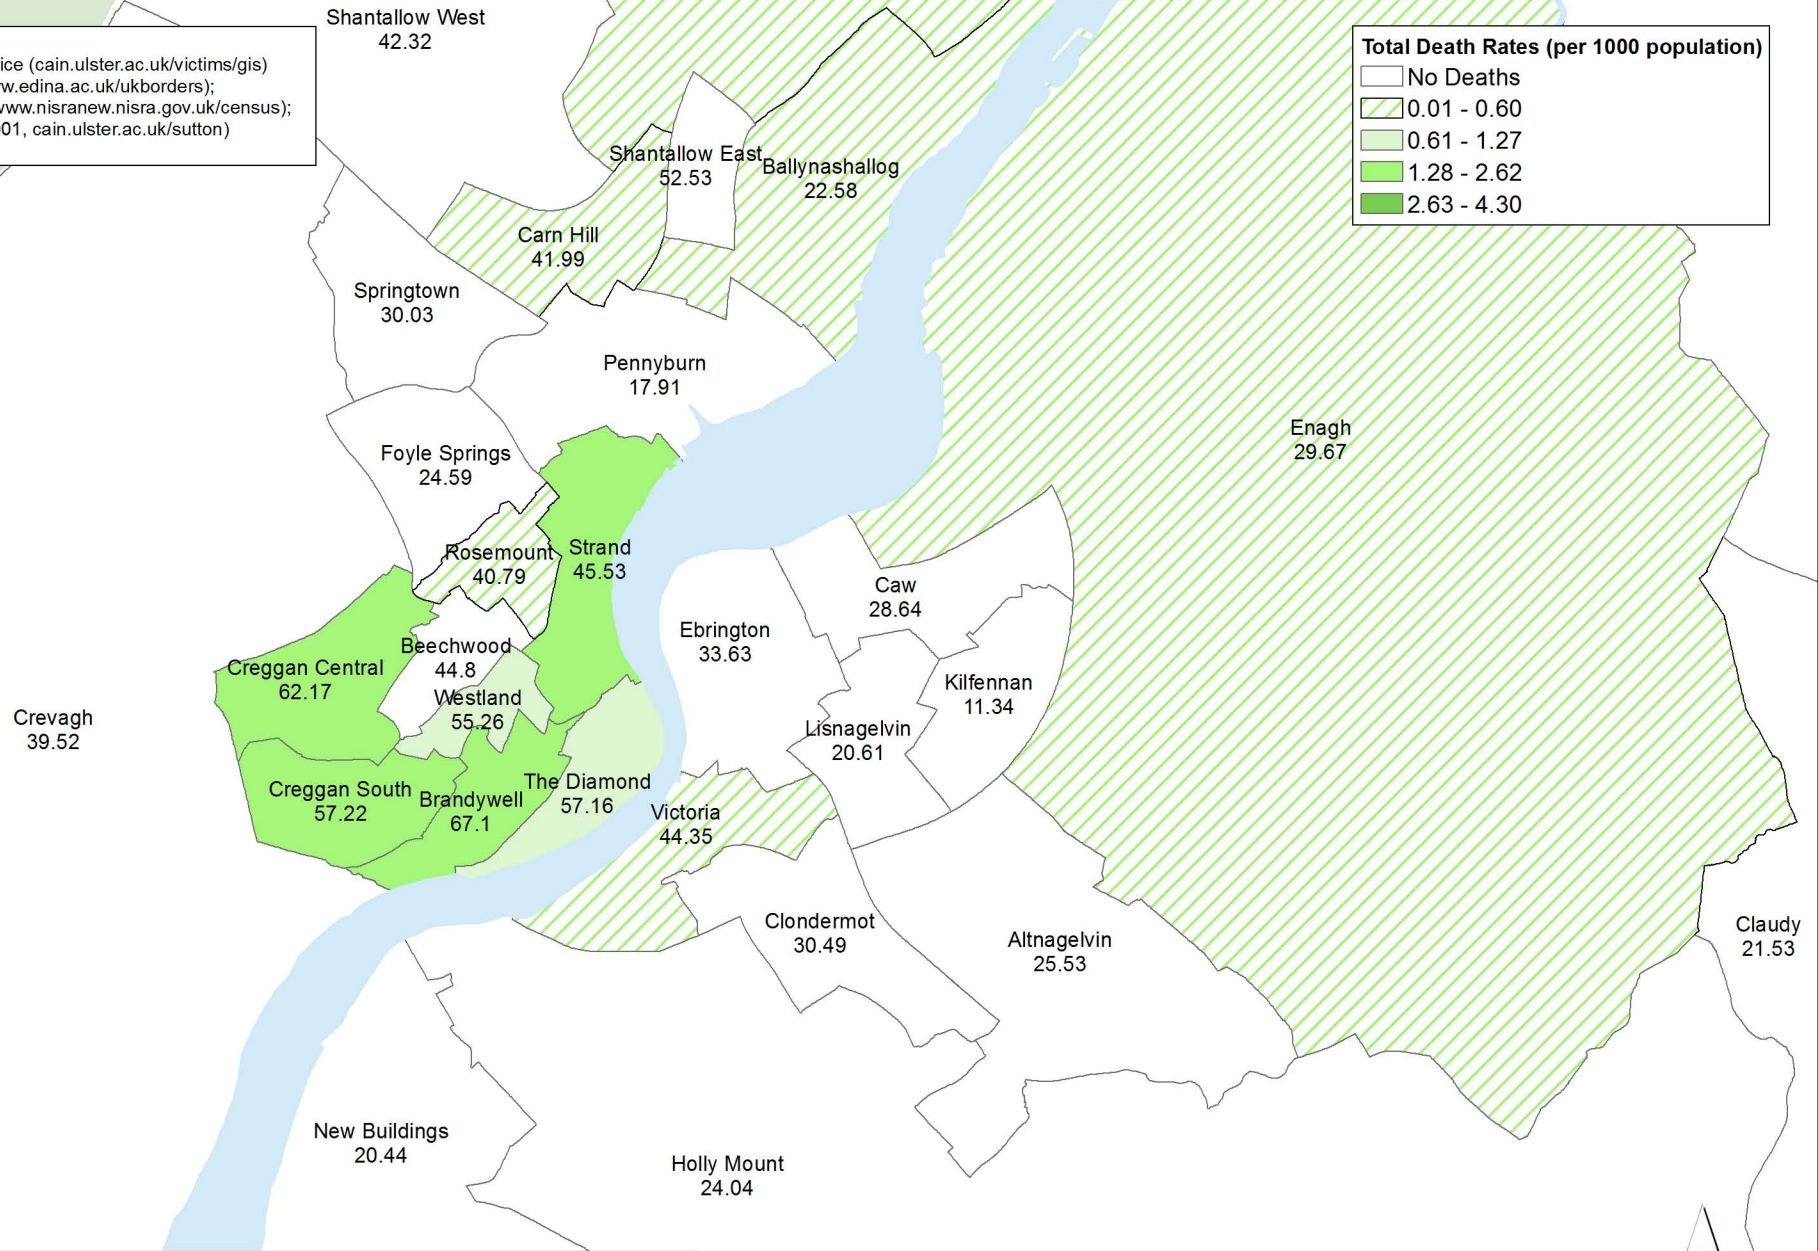 Shantallow West
42.32
ice (cain.ulster.ac.uk/victims/gis)
w.edina.ac.uk/ukborders);
www.nisranew.nisra.gov.uk/census);
01, cain.ulster.ac.uk/sutton)
Total Death Rates (per 1000 population)
No Deaths
0.01 - 0.60
0.61 - 1.27
1.28 - 2.62
2.63 - 4.30
Shantallow East
52.53
Ballynashallog
22.58
Carn Hill
41.99
Springtown
30.03
Pennyburn
17.91
Foyle Springs
24.59
Enagh
29.67
Rosemount
40.79
Strand
45.53
Caw
28.64
Ebrington
33.63
Beechwood
44.8
Creggan Central
62.17
Westland
55.26
Kilfennan
11.34
Crevagh
39.52
Lisnagelvin
20.61
Creggan South
57.22
Brandywell
67.1
The Diamond
57.16
Victoria
44.35
Clondermot
30.49
Altnagelvin
25.53
Claudy
21.53
New Buildings
20.44
Holly Mount
24.04